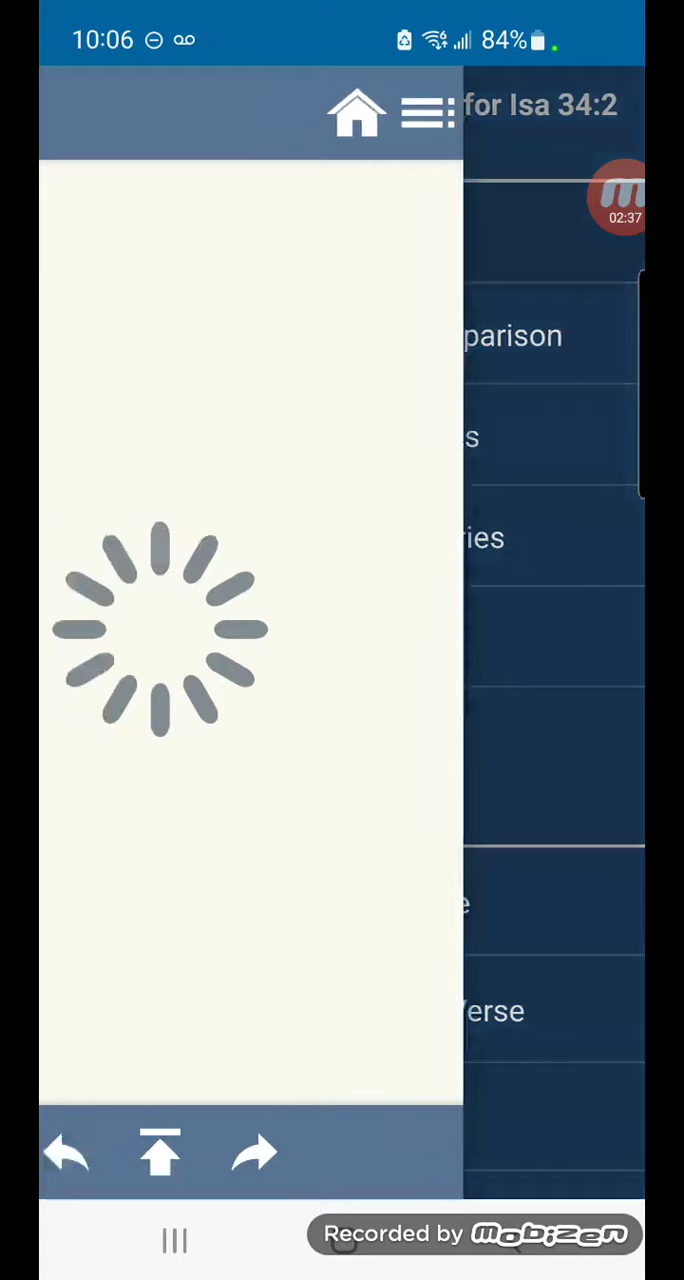 10:06 84%
for Isa 34:2
02:37
parison
s
ries
e
Verse
Recorded by mobizen